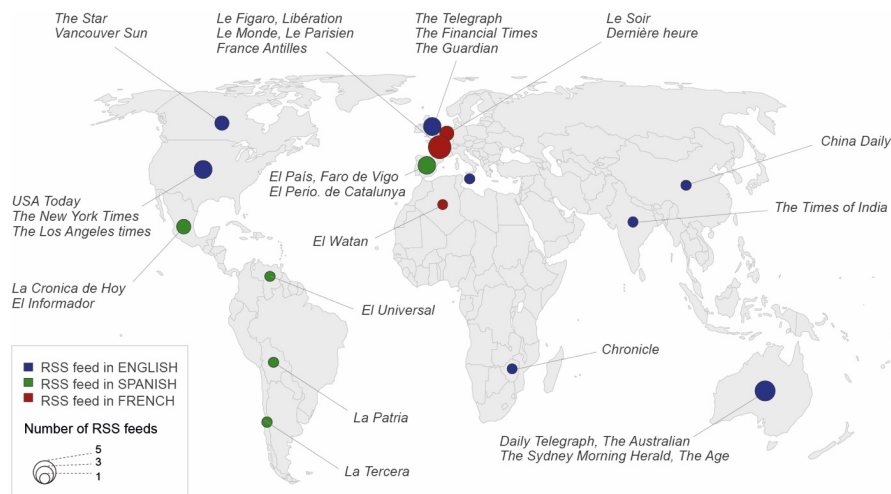 The Star
Vancouver Sun
Le Figaro, Libération
Le Monde, Le Parisien
France Antilles
The Telegraph
The Financial Times
The Guardian
Le Soir
Dernière heure
China Daily
El País, Faro de Vigo
El Perio. de Catalunya
USA Today
The New York Times
The Los Angeles times
The Times of India
El Watan
La Cronica de Hoy
El Informador
El Universal
Chronicle
RSS feed in ENGLISH
RSS feed in SPANISH
RSS feed in FRENCH
La Patria
Number of RSS feeds
5
3
1
Daily Telegraph, The Australian
The Sydney Morning Herald, The Age
La Tercera